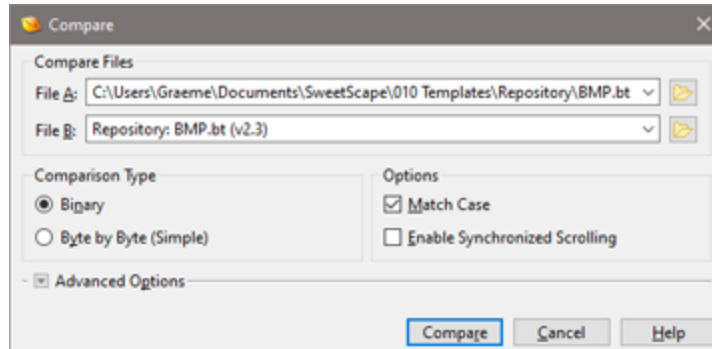 Compare
Compare Files
File A: C:\Users\Graeme\Documents\SweetScape\010 Templates\Repository\BMP.bt
File B: Repository: BMP.bt (v2.3)
Comparison Type
Binary
Byte by Byte (Simple)
Options
Match Case
Enable Synchronized Scrolling
Advanced Options
Compare Cancel Help